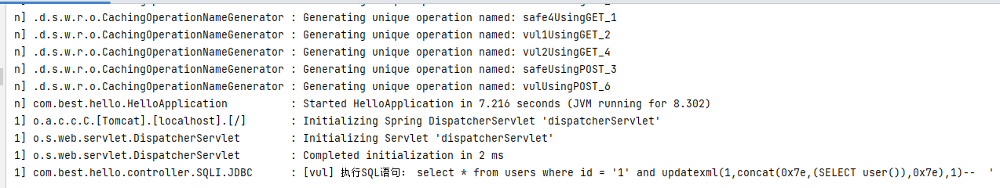 n] .d.s.w.r.o.CachingOperationNameGenerator : Generating unique operation named: safe4UsingGET_1
n] .d.s.w.r.o.CachingOperationNameGenerator : Generating unique operation named: vul1UsingGET_2
n] .d.s.w.r.o.CachingOperationNameGenerator : Generating unique operation named: vul2UsingGET_4
n] .d.s.w.r.o.CachingOperationNameGenerator : Generating unique operation named: safeUsingPOST_3
n] .d.s.w.r.o.CachingOperationNameGenerator : Generating unique operation named: vulUsingPOST_6
n] com.best.hello.HelloApplication : Started HelloApplication in 7.216 seconds (JVM running for 8.302)
1] o.a.c.c.C.[Tomcat].[localhost].[/] : Initializing Spring DispatcherServlet 'dispatcherServlet'
1] o.s.web.servlet.DispatcherServlet : Initializing Servlet 'dispatcherServlet'
1] o.s.web.servlet.DispatcherServlet : Completed initialization in 2 ms
1] com.best.hello.controller.SQLI.JDBC : [vul] 执行SQL语句： select * from users where id = '1' and updatexml(1,concat(0x7e,(SELECT user()),0x7e),1)-- '